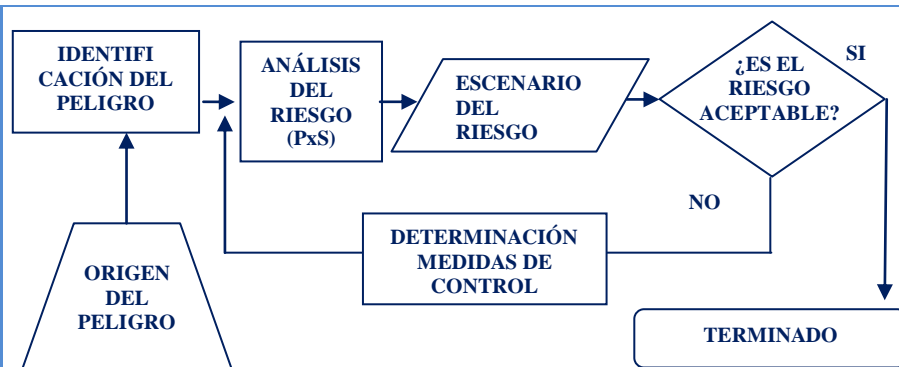 IDENTIFI
CACIÓN DEL
PELIGRO
ANÁLISIS
DEL
RIESGO
(PxS)
ESCENARIO
DEL
RIESGO
¿ES EL
RIESGO
ACEPTABLE?
SI
NO
DETERMINACIÓN
MEDIDAS DE
CONTROL
ORIGEN
DEL
PELIGRO
TERMINADO